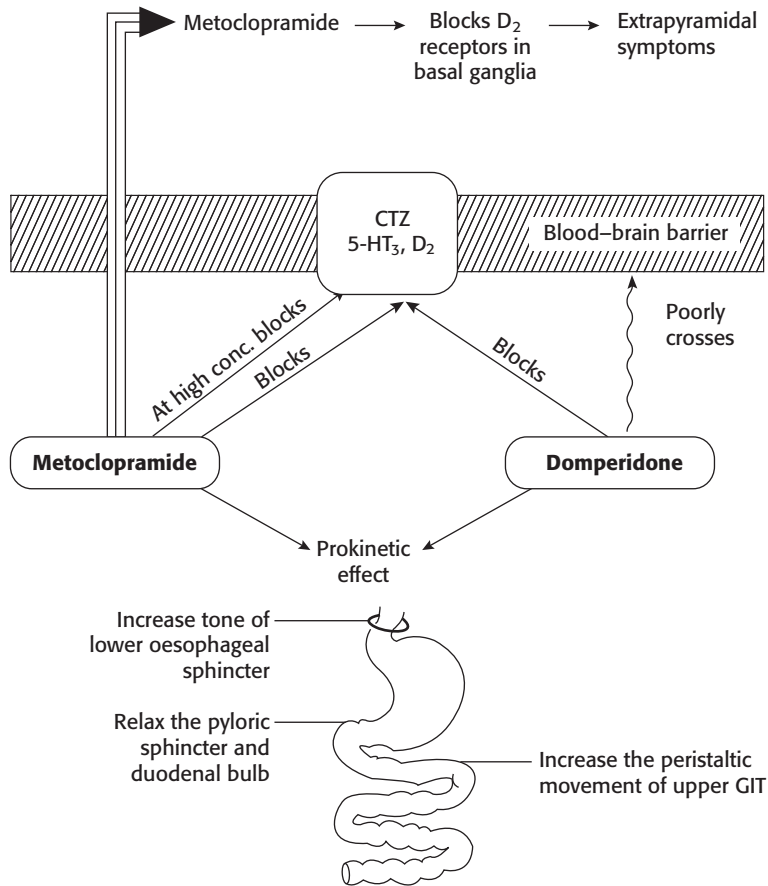 Metoclopramide
Blocks D₂
receptors in
basal ganglia
Extrapyramidal
symptoms
CTZ
5-HT₃, D₂
Blood–brain barrier
At high conc. blocks
Blocks
Blocks
Poorly
crosses
Metoclopramide
Domperidone
Prokinetic
effect
Increase tone of
lower oesophageal
sphincter
Relax the pyloric
sphincter and
duodenal bulb
Increase the peristaltic
movement of upper GIT